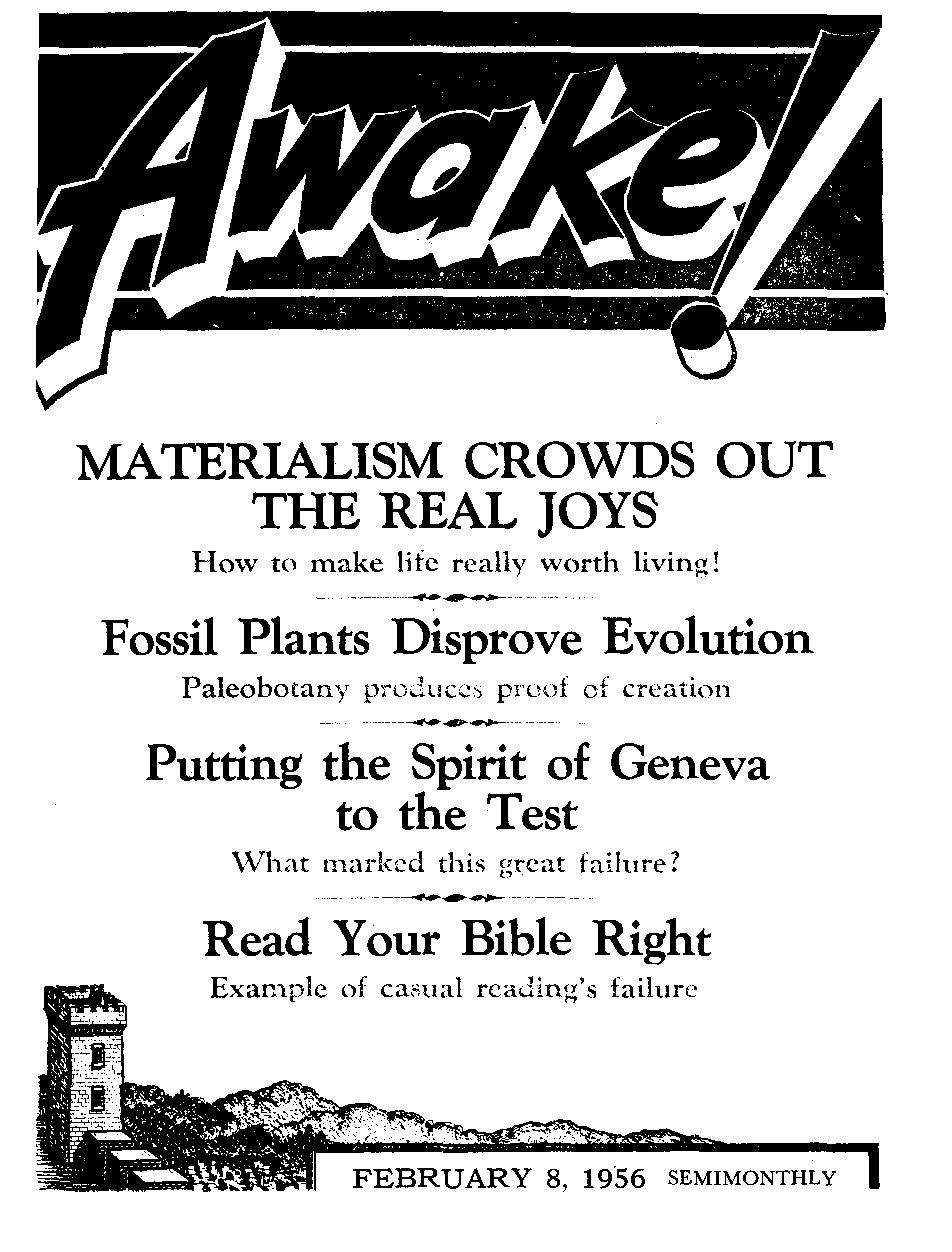 Awake!
MATERIALISM CROWDS OUT
THE REAL JOYS
How to make life really worth living!
Fossil Plants Disprove Evolution
Paleobotany produces proof of creation
Putting the Spirit of Geneva
to the Test
What marked this great failure?
Read Your Bible Right
Example of casual reading's failure
FEBRUARY 8, 1956 SEMIMONTHLY